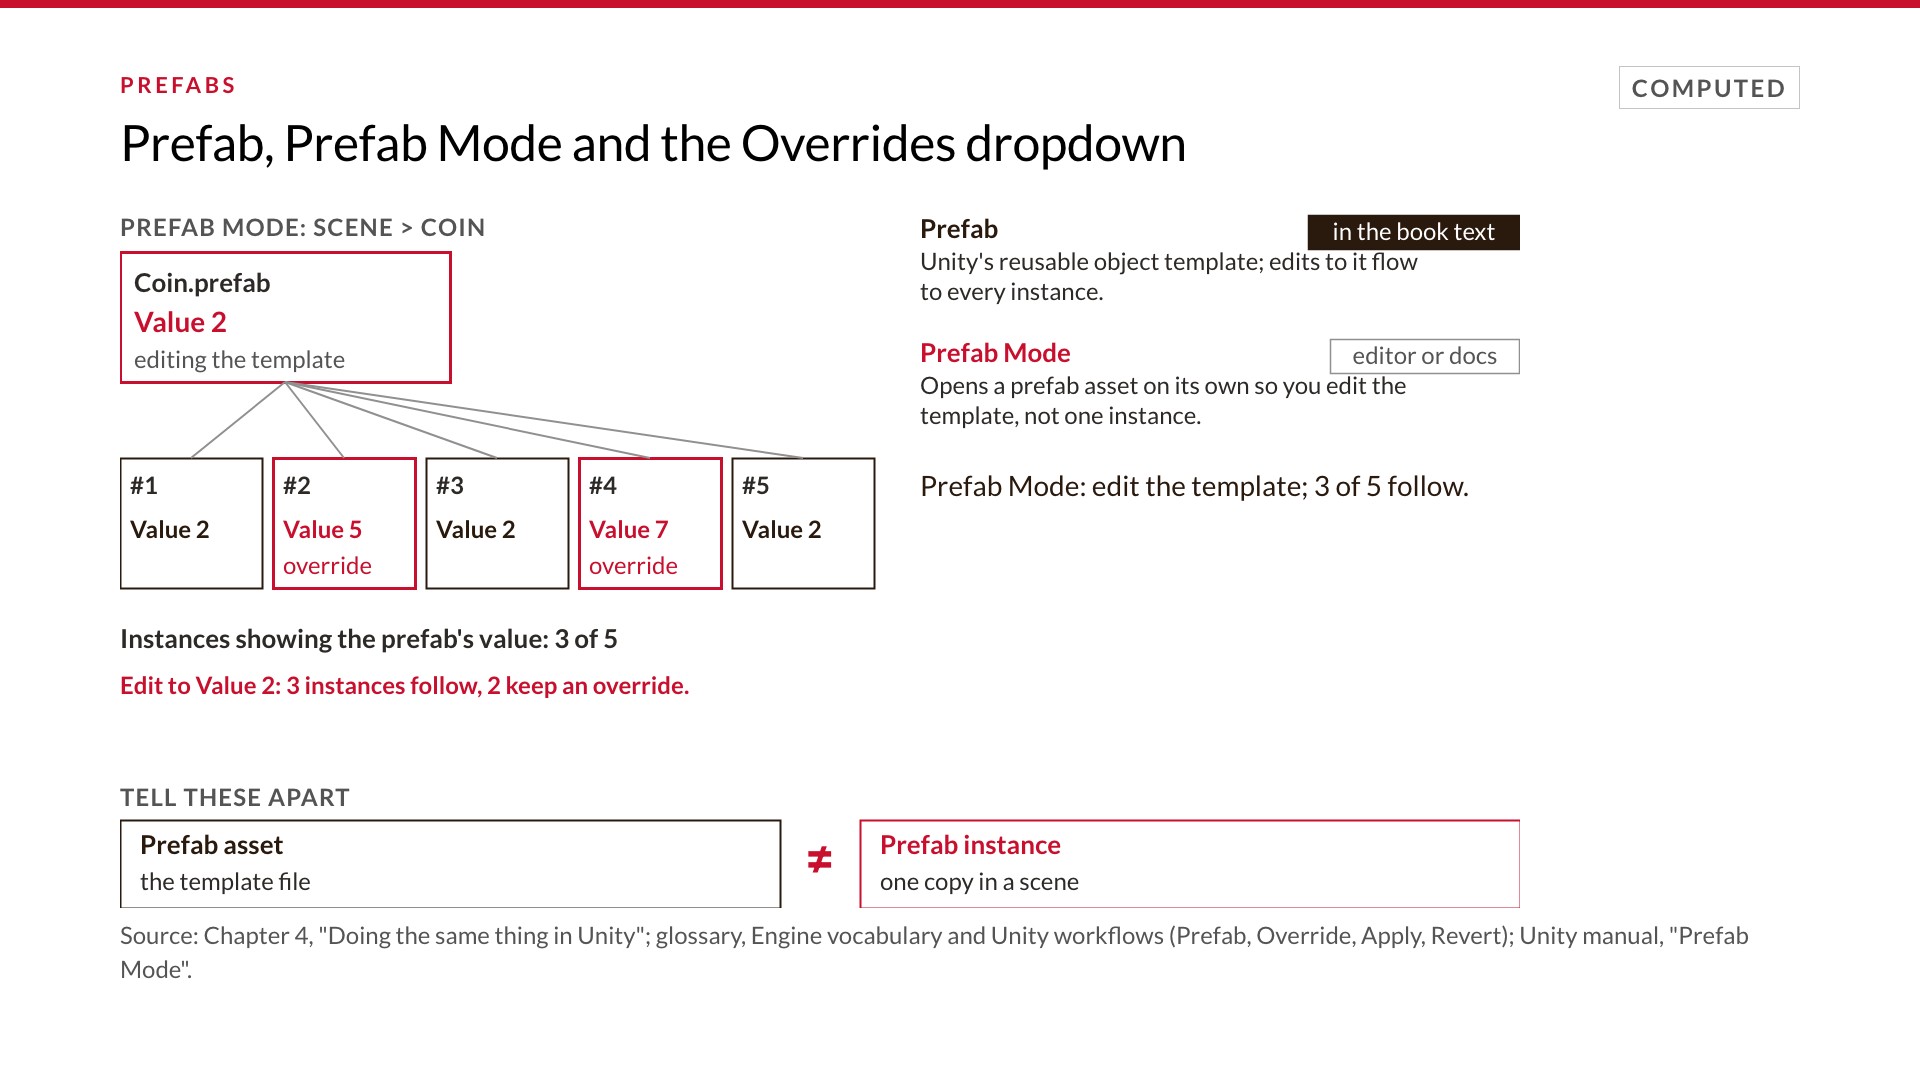 PREFABS
COMPUTED
Prefab, Prefab Mode and the Overrides dropdown
PREFAB MODE: SCENE > COIN
Coin.prefab
Value 2
editing the template
#1
Value 2
#2
Value 5
override
#3
Value 2
#4
Value 7
override
#5
Value 2
Instances showing the prefab's value: 3 of 5
Edit to Value 2: 3 instances follow, 2 keep an override.
Prefab
in the book text
Unity's reusable object template; edits to it flow
to every instance.
Prefab Mode
editor or docs
Opens a prefab asset on its own so you edit the
template, not one instance.
Prefab Mode: edit the template; 3 of 5 follow.
TELL THESE APART
Prefab asset
the template file
≠
Prefab instance
one copy in a scene
Source: Chapter 4, "Doing the same thing in Unity"; glossary, Engine vocabulary and Unity workflows (Prefab, Override, Apply, Revert); Unity manual, "Prefab
Mode".